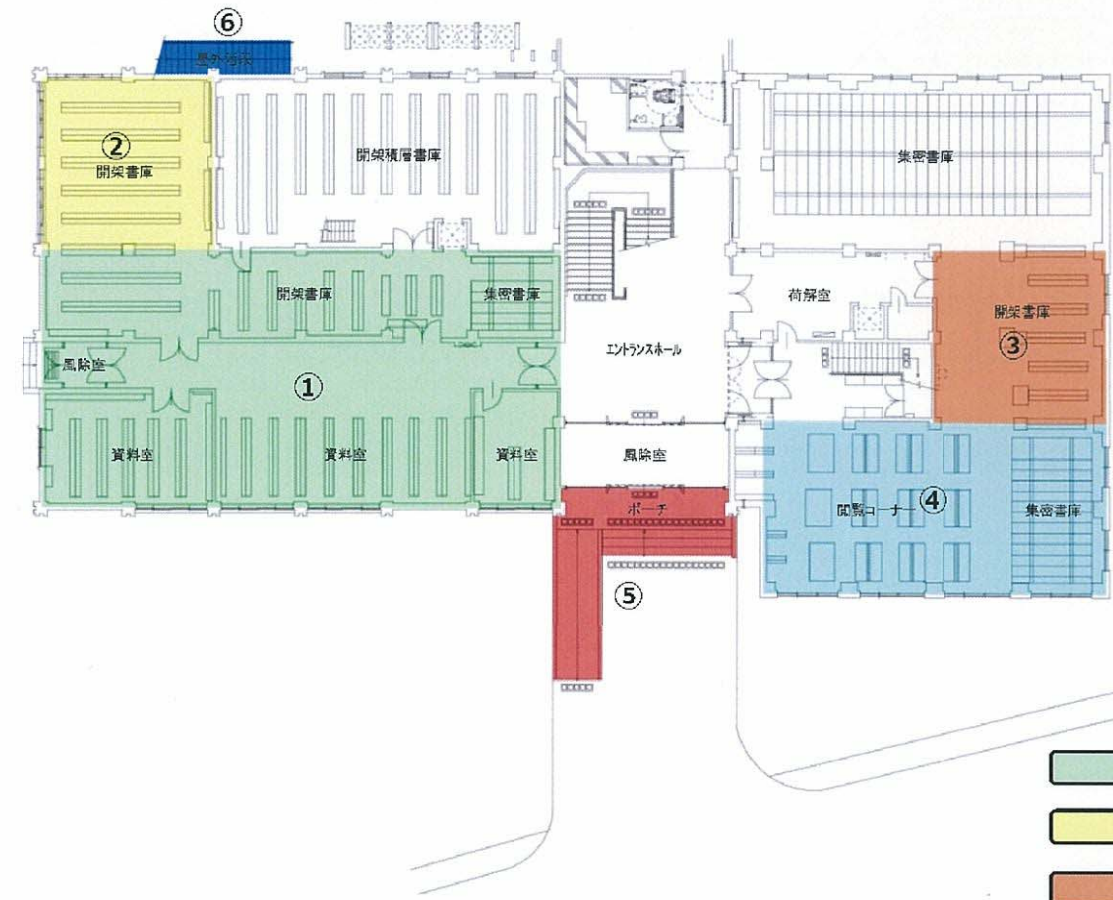 ⑥
屋外階段
②
開架書庫
開架積層書庫
集密書庫
開架書庫
集密書庫
荷解室
開架書庫
③
エントランスホール
風除室
①
資料室
資料室
資料室
風除室
閲覧コーナー
④
集密書庫
ポーチ
⑤